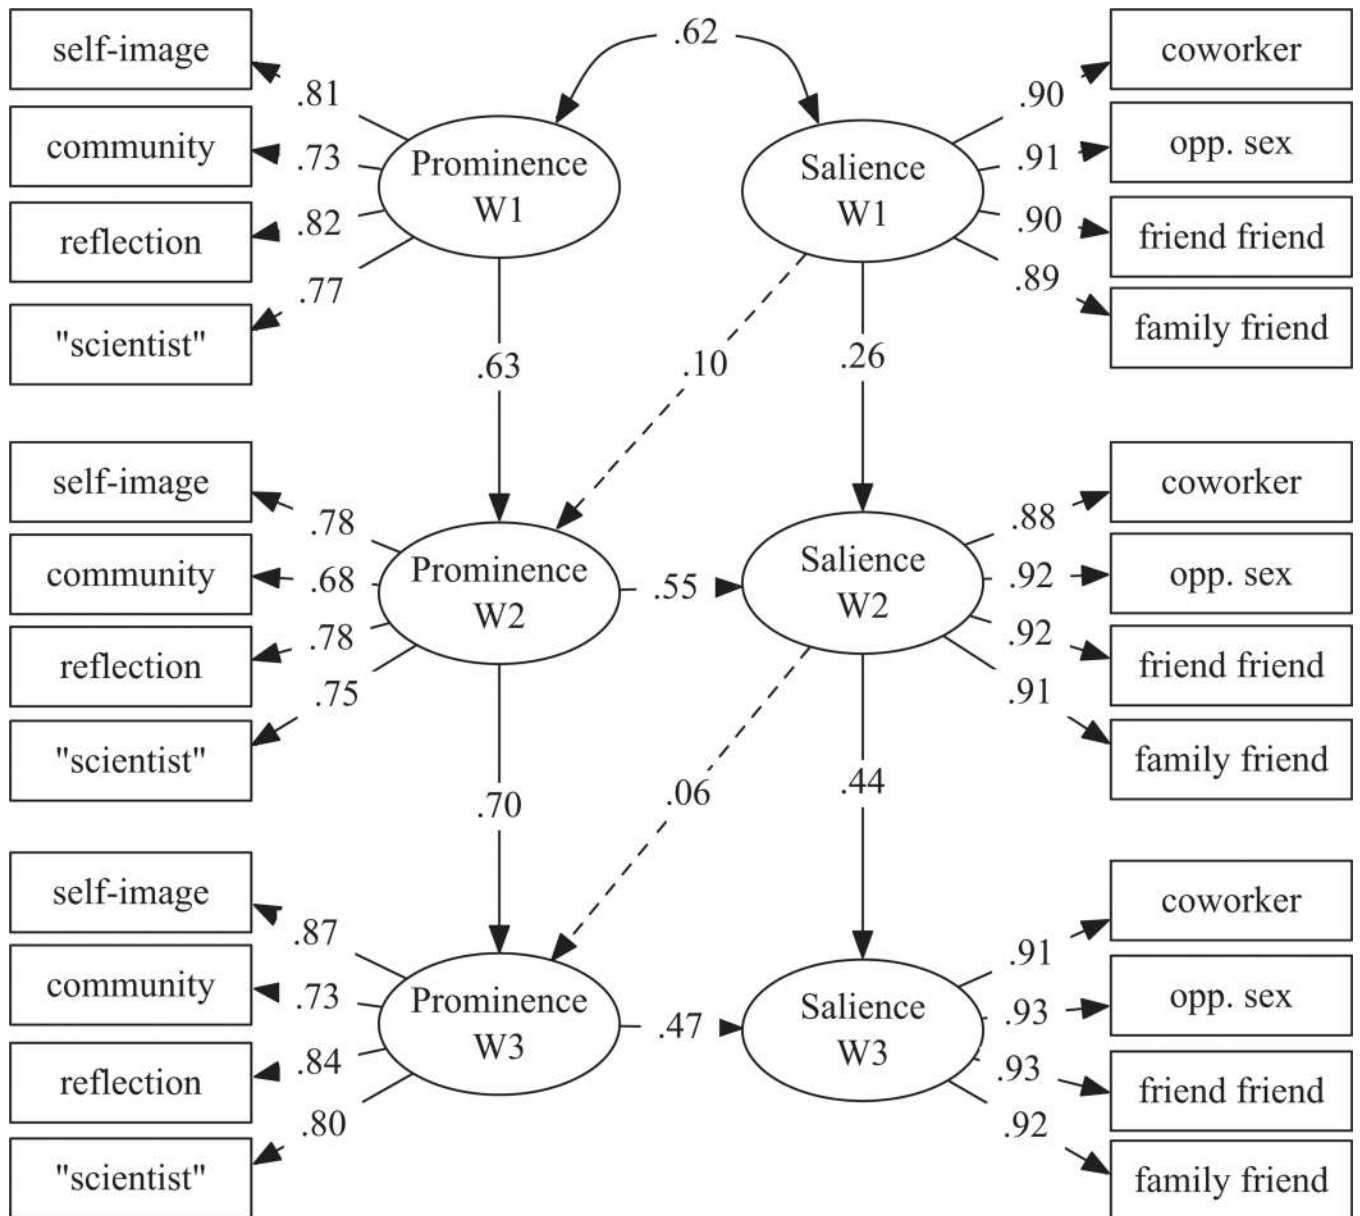 .62
self-image
.81
community
.73
reflection
.82
"scientist"
.77
Prominence
W1
Salience
W1
.90
coworker
.91
opp. sex
.90
friend friend
.89
family friend
.63
.10
.26
self-image
.78
community
.68
reflection
.78
"scientist"
.75
Prominence
W2
.55
Salience
W2
.88
coworker
.92
opp. sex
.92
friend friend
.91
family friend
.70
.06
.44
self-image
.87
community
.73
reflection
.84
"scientist"
.80
Prominence
W3
.47
Salience
W3
.91
coworker
.93
opp. sex
.93
friend friend
.92
family friend